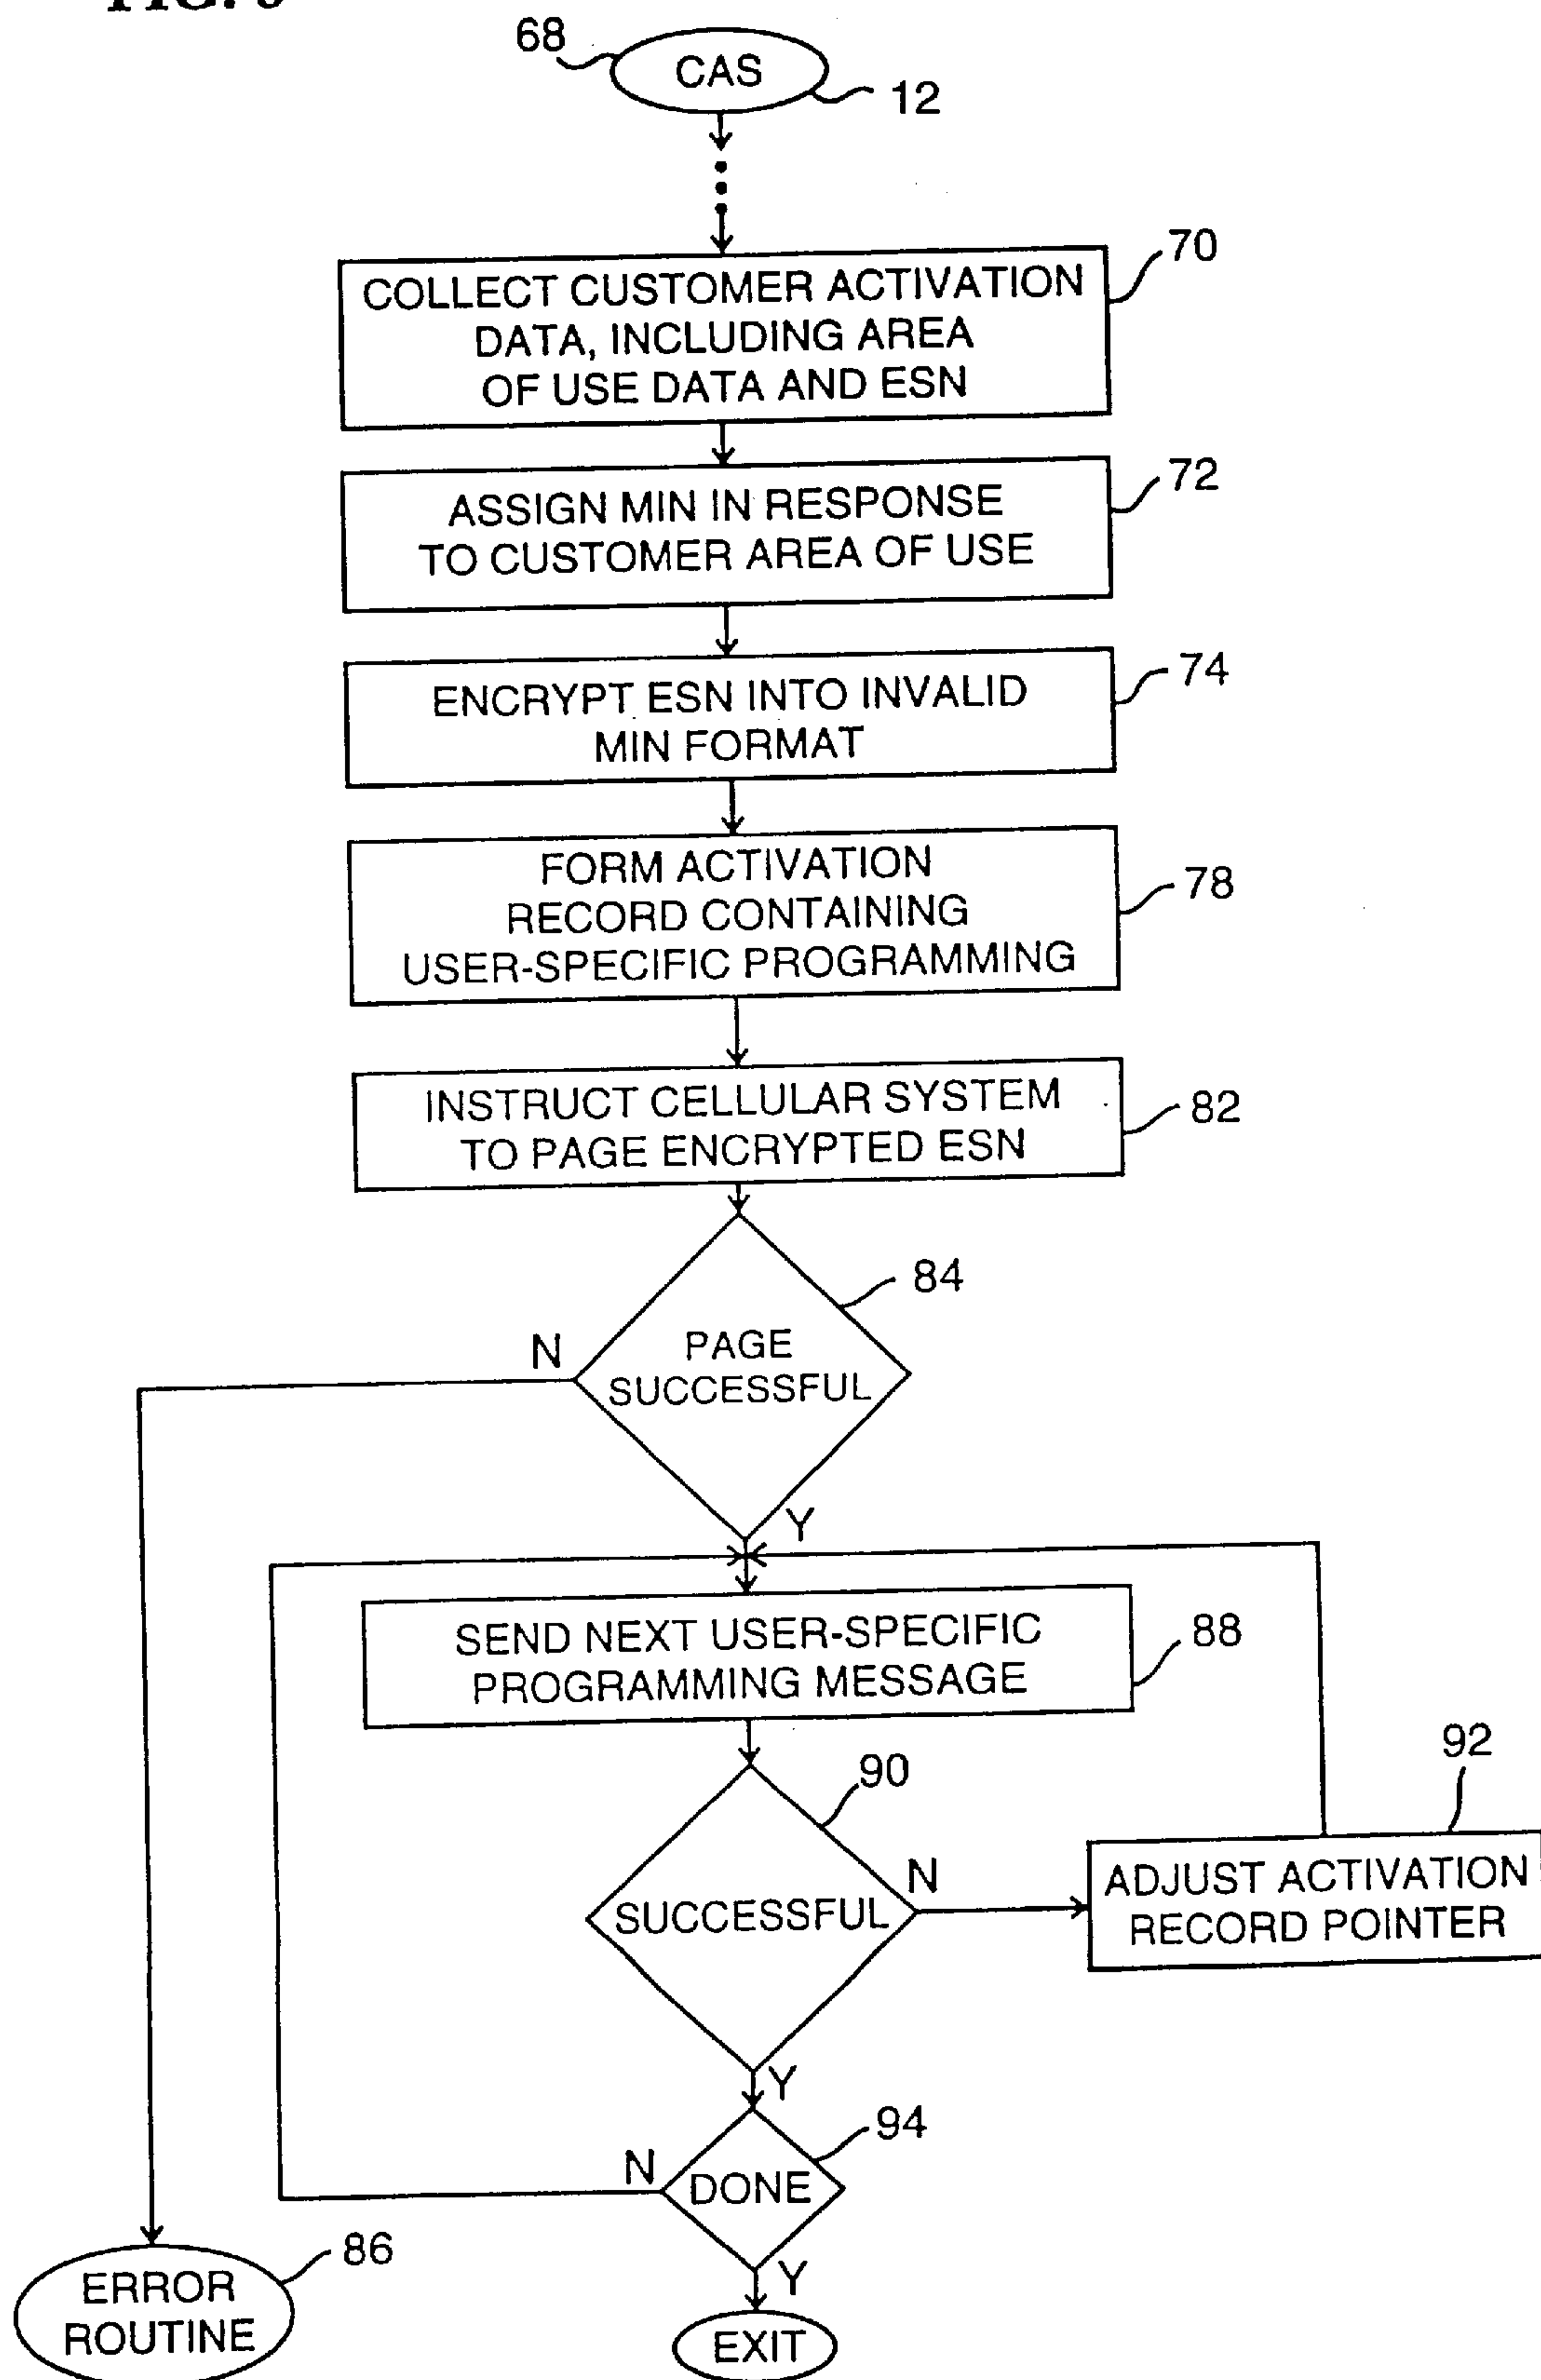 68
CAS
12
COLLECT CUSTOMER ACTIVATION
DATA, INCLUDING AREA
OF USE DATA AND ESN
70
ASSIGN MIN IN RESPONSE
TO CUSTOMER AREA OF USE
72
ENCRYPT ESN INTO INVALID
MIN FORMAT
74
FORM ACTIVATION
RECORD CONTAINING
USER-SPECIFIC PROGRAMMING
78
INSTRUCT CELLULAR SYSTEM
TO PAGE ENCRYPTED ESN
82
84
N
PAGE
SUCCESSFUL
Y
SEND NEXT USER-SPECIFIC
PROGRAMMING MESSAGE
88
90
92
SUCCESSFUL
N
ADJUST ACTIVATION
RECORD POINTER
Y
94
N
DONE
Y
86
ERROR
ROUTINE
EXIT